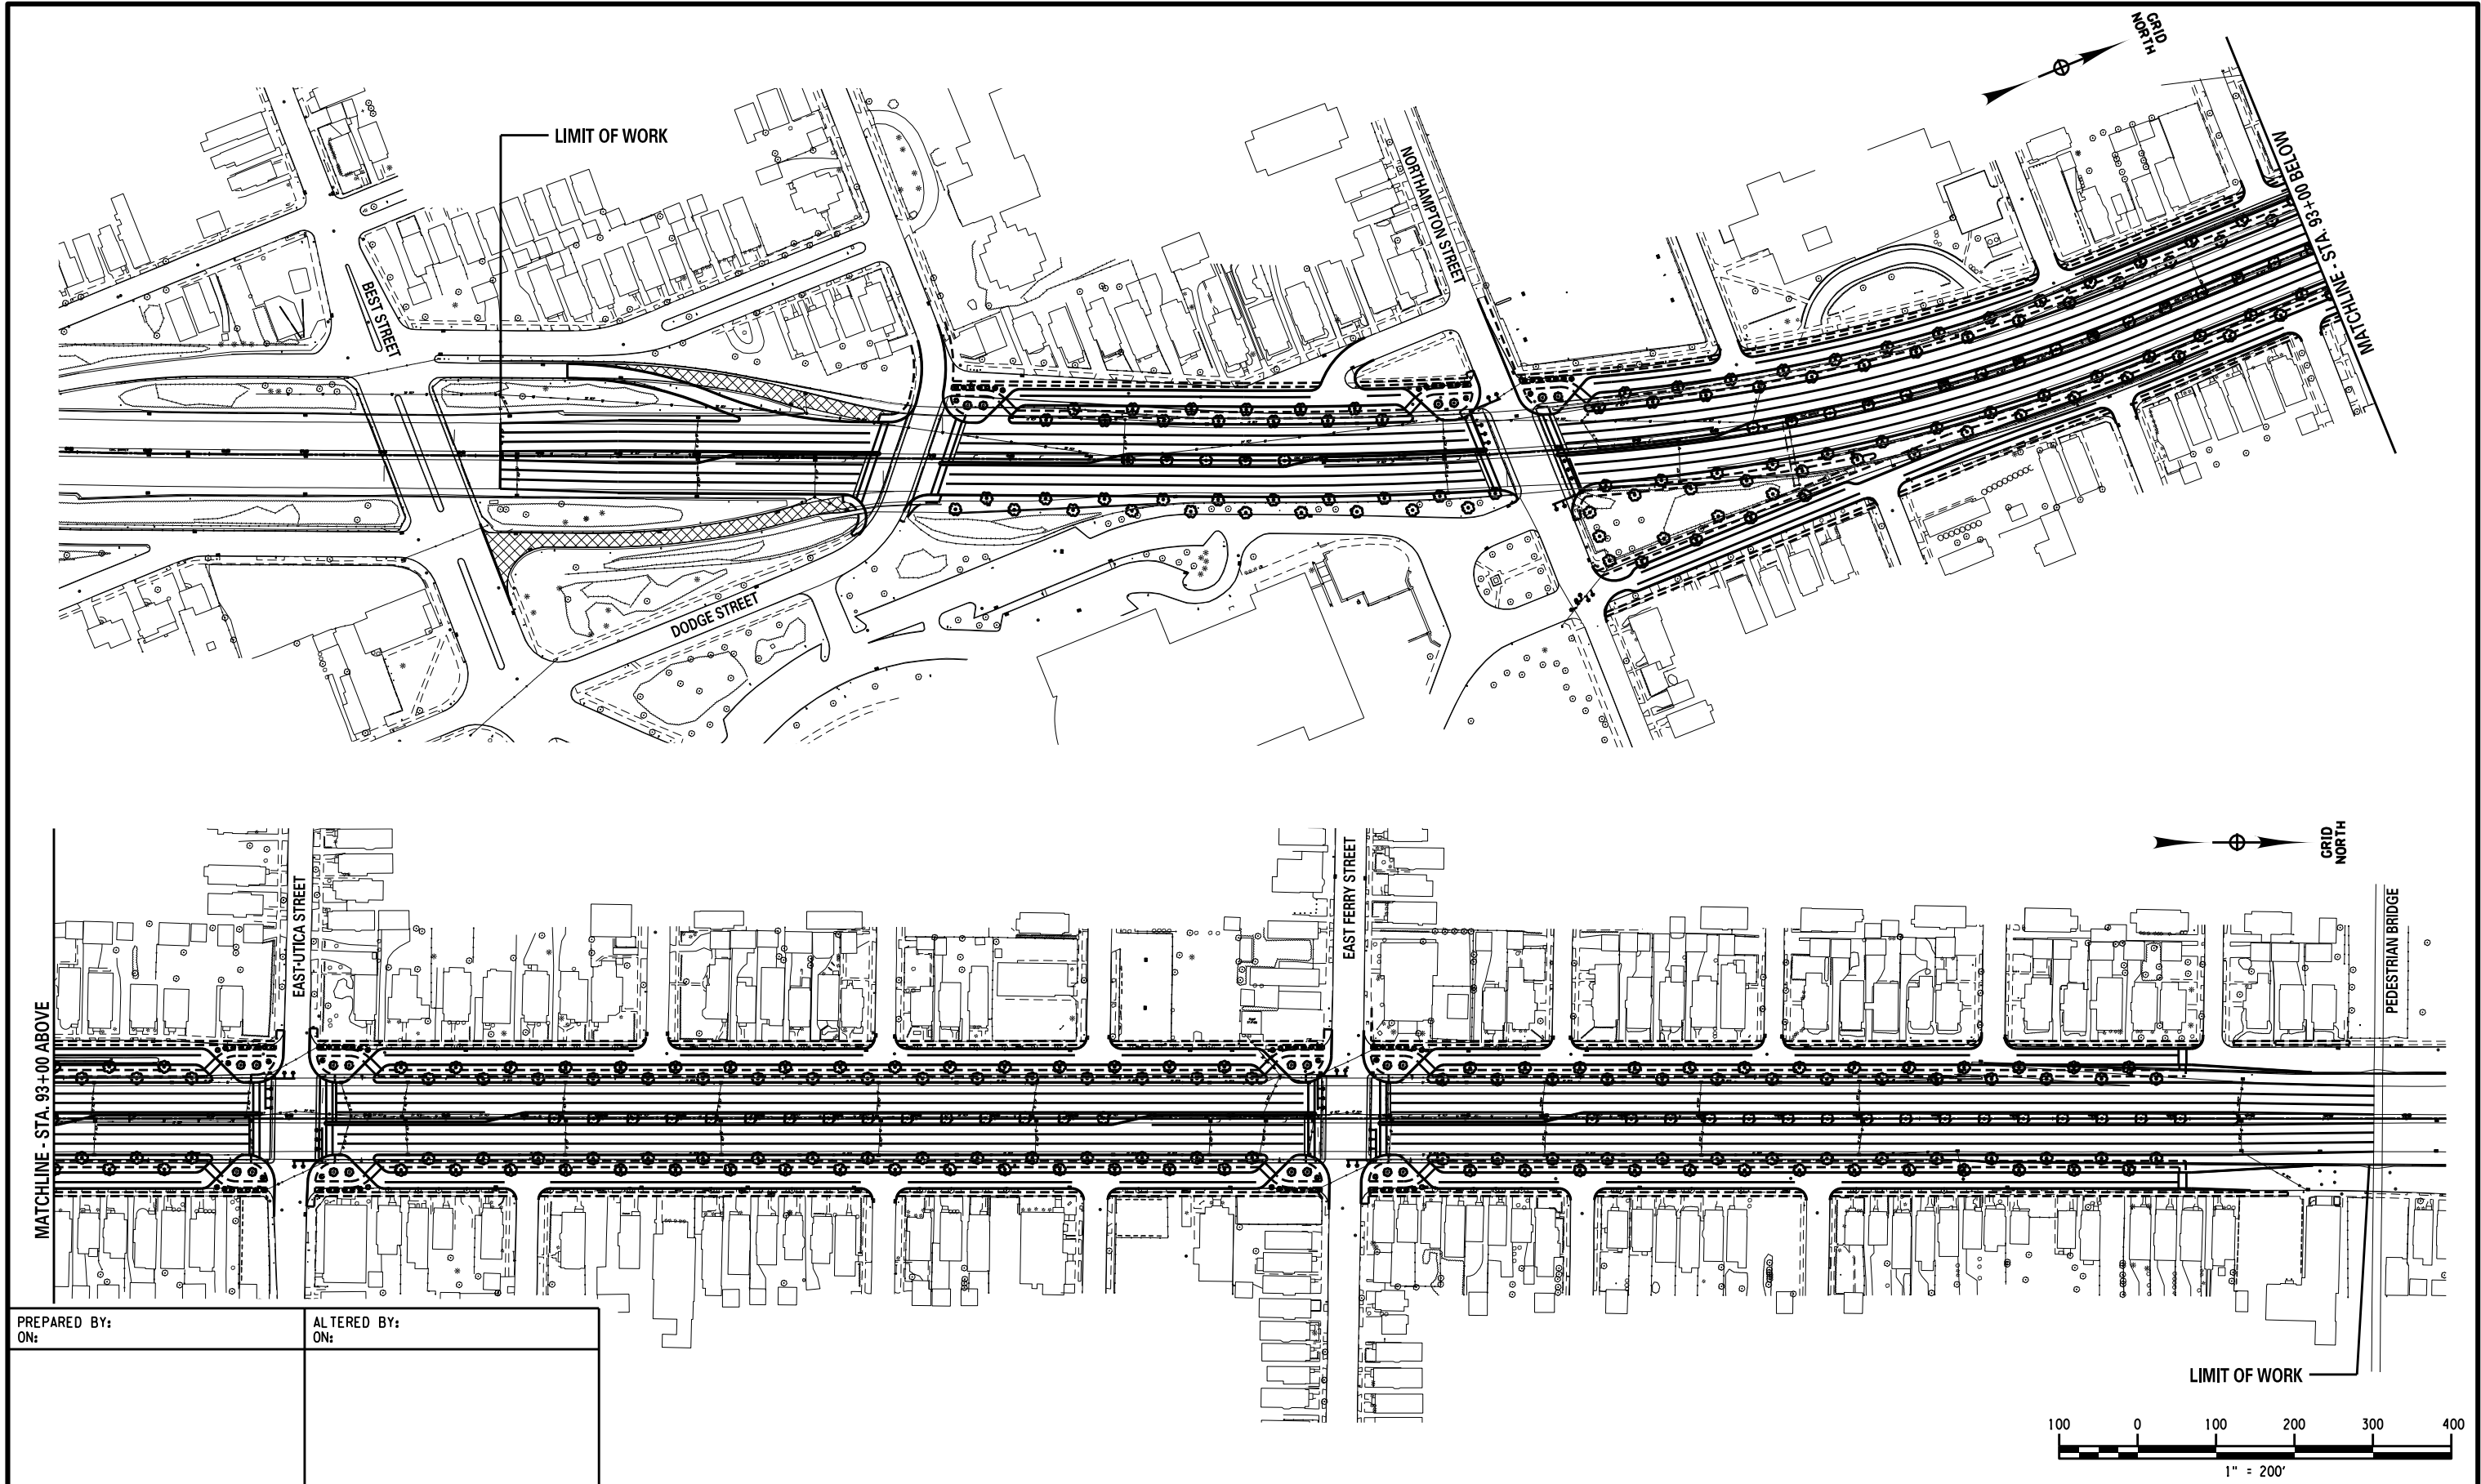 GRID
NORTH
LIMIT OF WORK
NORTHAMPTON STREET
MATCHLINE - STA. 93+00 BELOW
BEST STREET
DODGE STREET
GRID
NORTH
EAST-UTICA STREET
EAST FERRY STREET
PEDESTRIAN BRIDGE
MATCHLINE - STA. 93+00 ABOVE
PREPARED BY:
ON:
ALTERED BY:
ON:
LIMIT OF WORK
100 0 100 200 300 400
1" = 200'